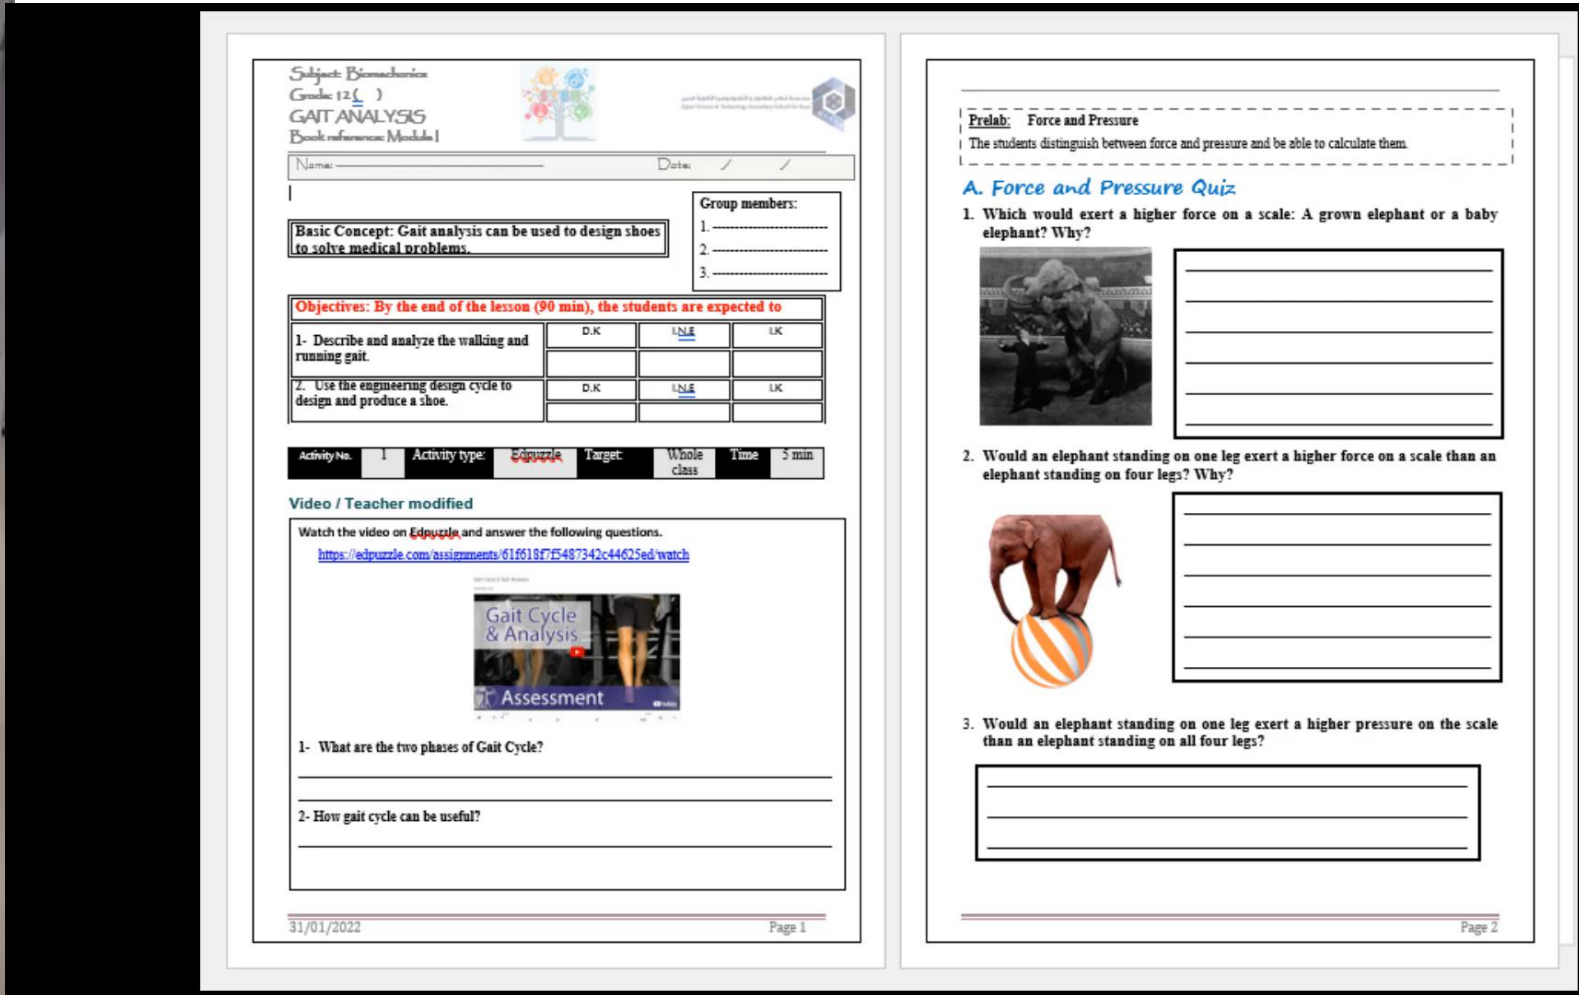 Subject: Biomechanics
Grade: 12( )
GAIT ANALYSIS
Book reference: Module 1
Name:
Date: / /
Group members:
1.
2.
3.
Basic Concept: Gait analysis can be used to design shoes
to solve medical problems.
Objectives: By the end of the lesson (90 min), the students are expected to
1- Describe and analyze the walking and
running gait.
D.K I.N.E I.K
2. Use the engineering design cycle to
design and produce a shoe.
D.K I.N.E I.K
Activity No. 1 Activity type: Edpuzzle Target: Whole class Time 5 min
Video / Teacher modified
Watch the video on Edpuzzle and answer the following questions.
https://edpuzzle.com/assignments/61f618f7f5487342c44625ed/watch
Gait Cycle
& Analysis
Assessment
1- What are the two phases of Gait Cycle?
2- How gait cycle can be useful?
31/01/2022 Page 1
Prelab: Force and Pressure
The students distinguish between force and pressure and be able to calculate them.
A. Force and Pressure Quiz
1. Which would exert a higher force on a scale: A grown elephant or a baby
elephant? Why?
2. Would an elephant standing on one leg exert a higher force on a scale than an
elephant standing on four legs? Why?
3. Would an elephant standing on one leg exert a higher pressure on the scale
than an elephant standing on all four legs?
Page 2